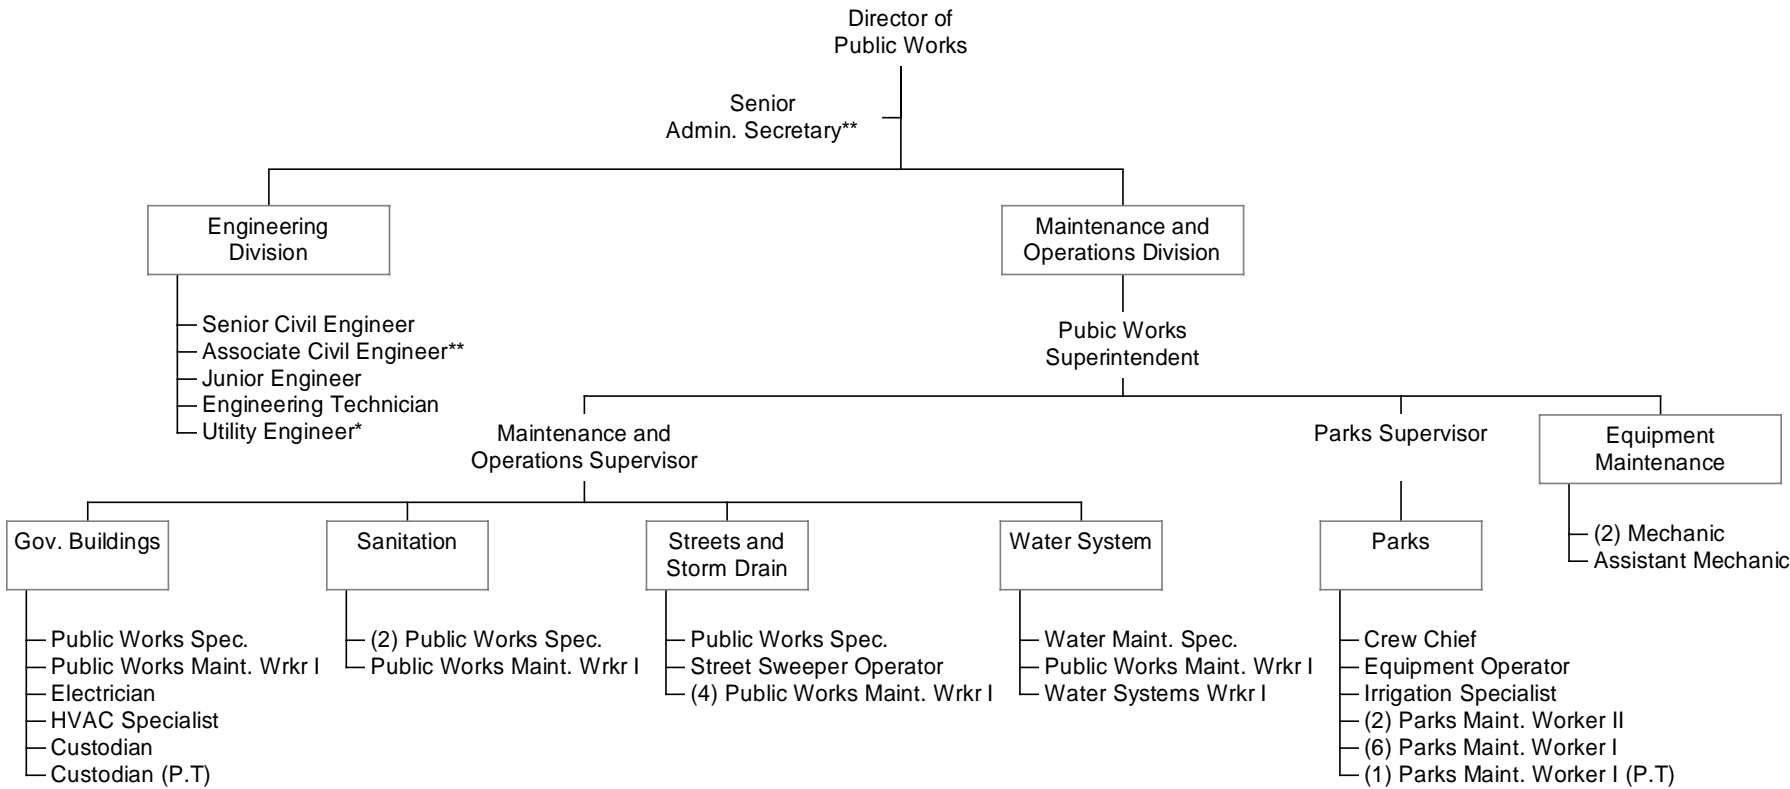 Director of
Public Works
Senior
Admin. Secretary**
Engineering
Division
Maintenance and
Operations Division
Senior Civil Engineer
Associate Civil Engineer**
Junior Engineer
Engineering Technician
Utility Engineer*
Pubic Works
Superintendent
Maintenance and
Operations Supervisor
Parks Supervisor
Equipment
Maintenance
(2) Mechanic
Assistant Mechanic
Gov. Buildings
Public Works Spec.
Public Works Maint. Wrkr I
Electrician
HVAC Specialist
Custodian
Custodian (P.T)
Sanitation
(2) Public Works Spec.
Public Works Maint. Wrkr I
Streets and
Storm Drain
Public Works Spec.
Street Sweeper Operator
(4) Public Works Maint. Wrkr I
Water System
Water Maint. Spec.
Public Works Maint. Wrkr I
Water Systems Wrkr I
Parks
Crew Chief
Equipment Operator
Irrigation Specialist
(2) Parks Maint. Worker II
(6) Parks Maint. Worker I
(1) Parks Maint. Worker I (P.T)